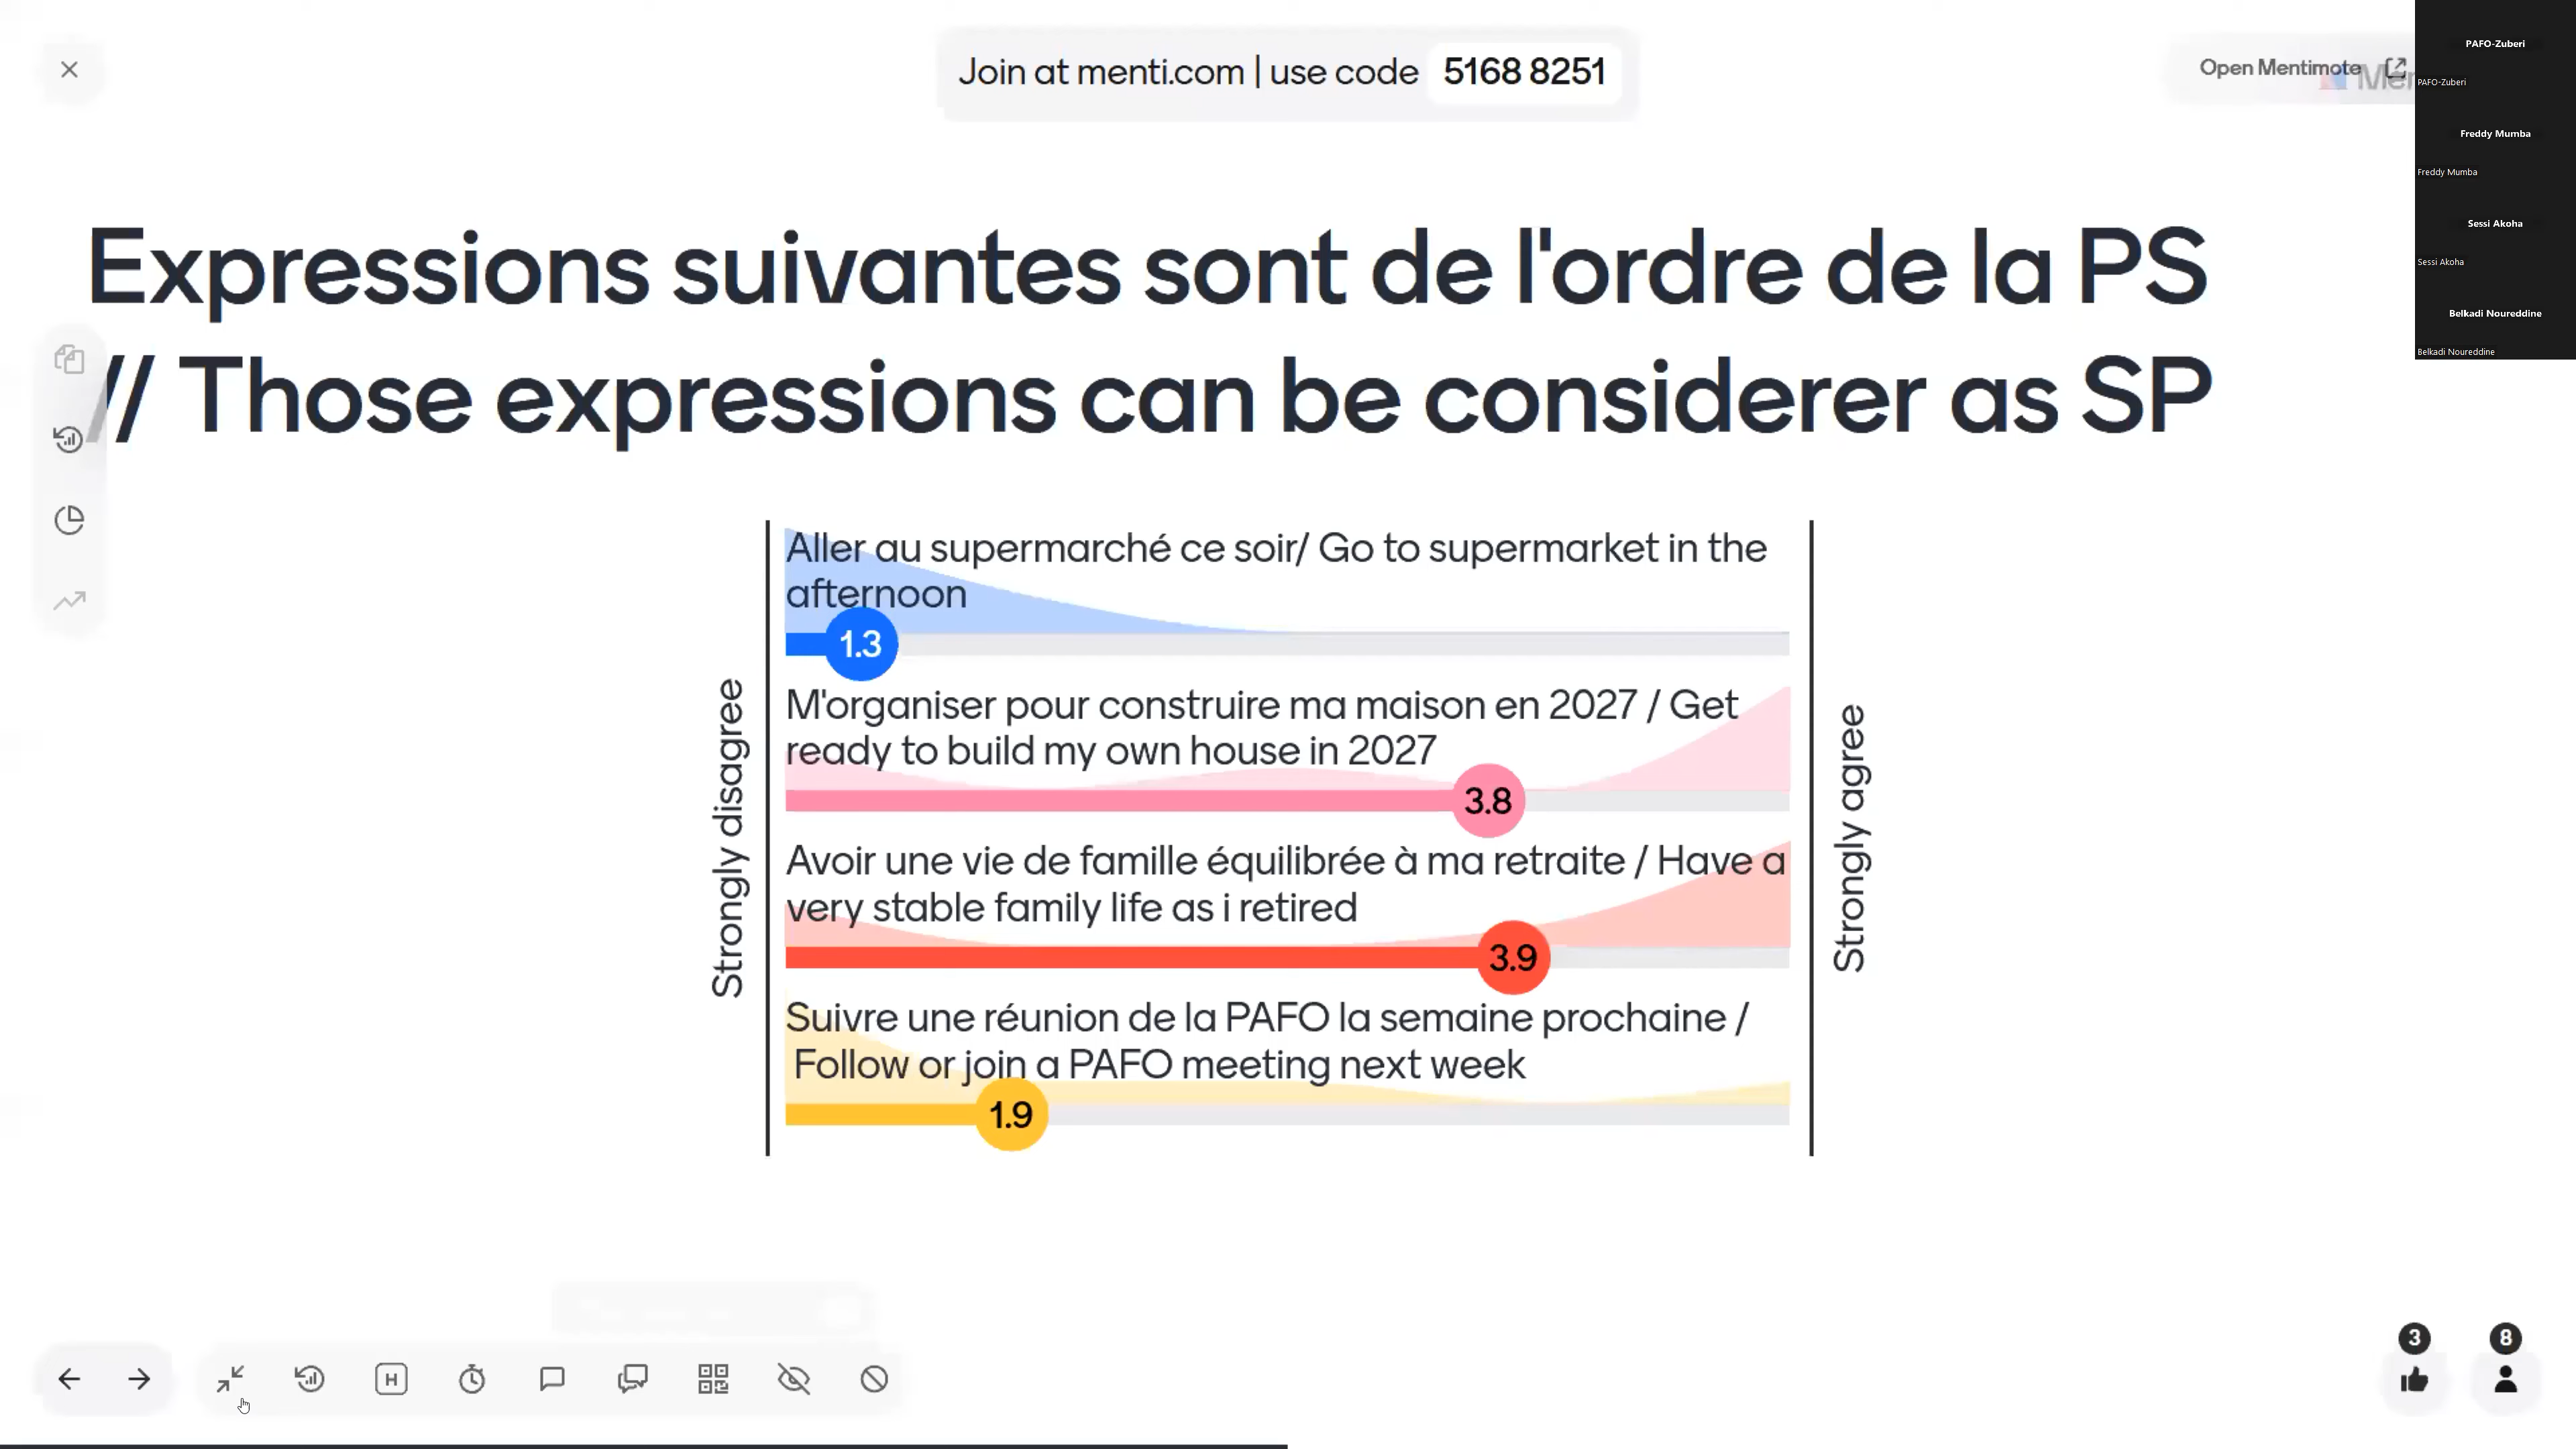 Join at menti.com | use code 5168 8251
Open Mentimote
PAFO-Zuberi
PAFO-Zuberi
Freddy Mumba
Freddy Mumba
Sessi Akoha
Sessi Akoha
Belkadi Noureddine
Belkadi Noureddine
Expressions suivantes sont de l'ordre de la PS
// Those expressions can be considerer as SP
Strongly disagree
Aller au supermarché ce soir/ Go to supermarket in the
afternoon
1.3
M'organiser pour construire ma maison en 2027 / Get
ready to build my own house in 2027
3.8
Avoir une vie de famille équilibrée à ma retraite / Have a
very stable family life as i retired
3.9
Suivre une réunion de la PAFO la semaine prochaine /
Follow or join a PAFO meeting next week
1.9
Strongly agree
H
3
8